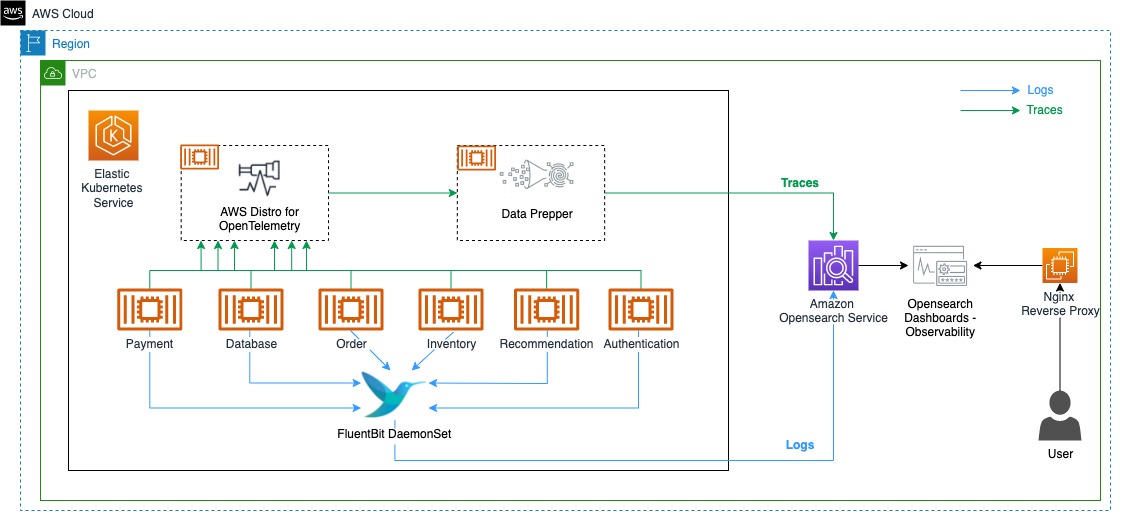 aws
AWS Cloud
Region
VPC
Logs
Traces
Elastic
Kubernetes
Service
AWS Distro for
OpenTelemetry
Data Prepper
Traces
Amazon
Opensearch Service
Opensearch
Dashboards -
Observability
Nginx
Reverse Proxy
Payment
Database
Order
Inventory
Recommendation
Authentication
FluentBit DaemonSet
Logs
User